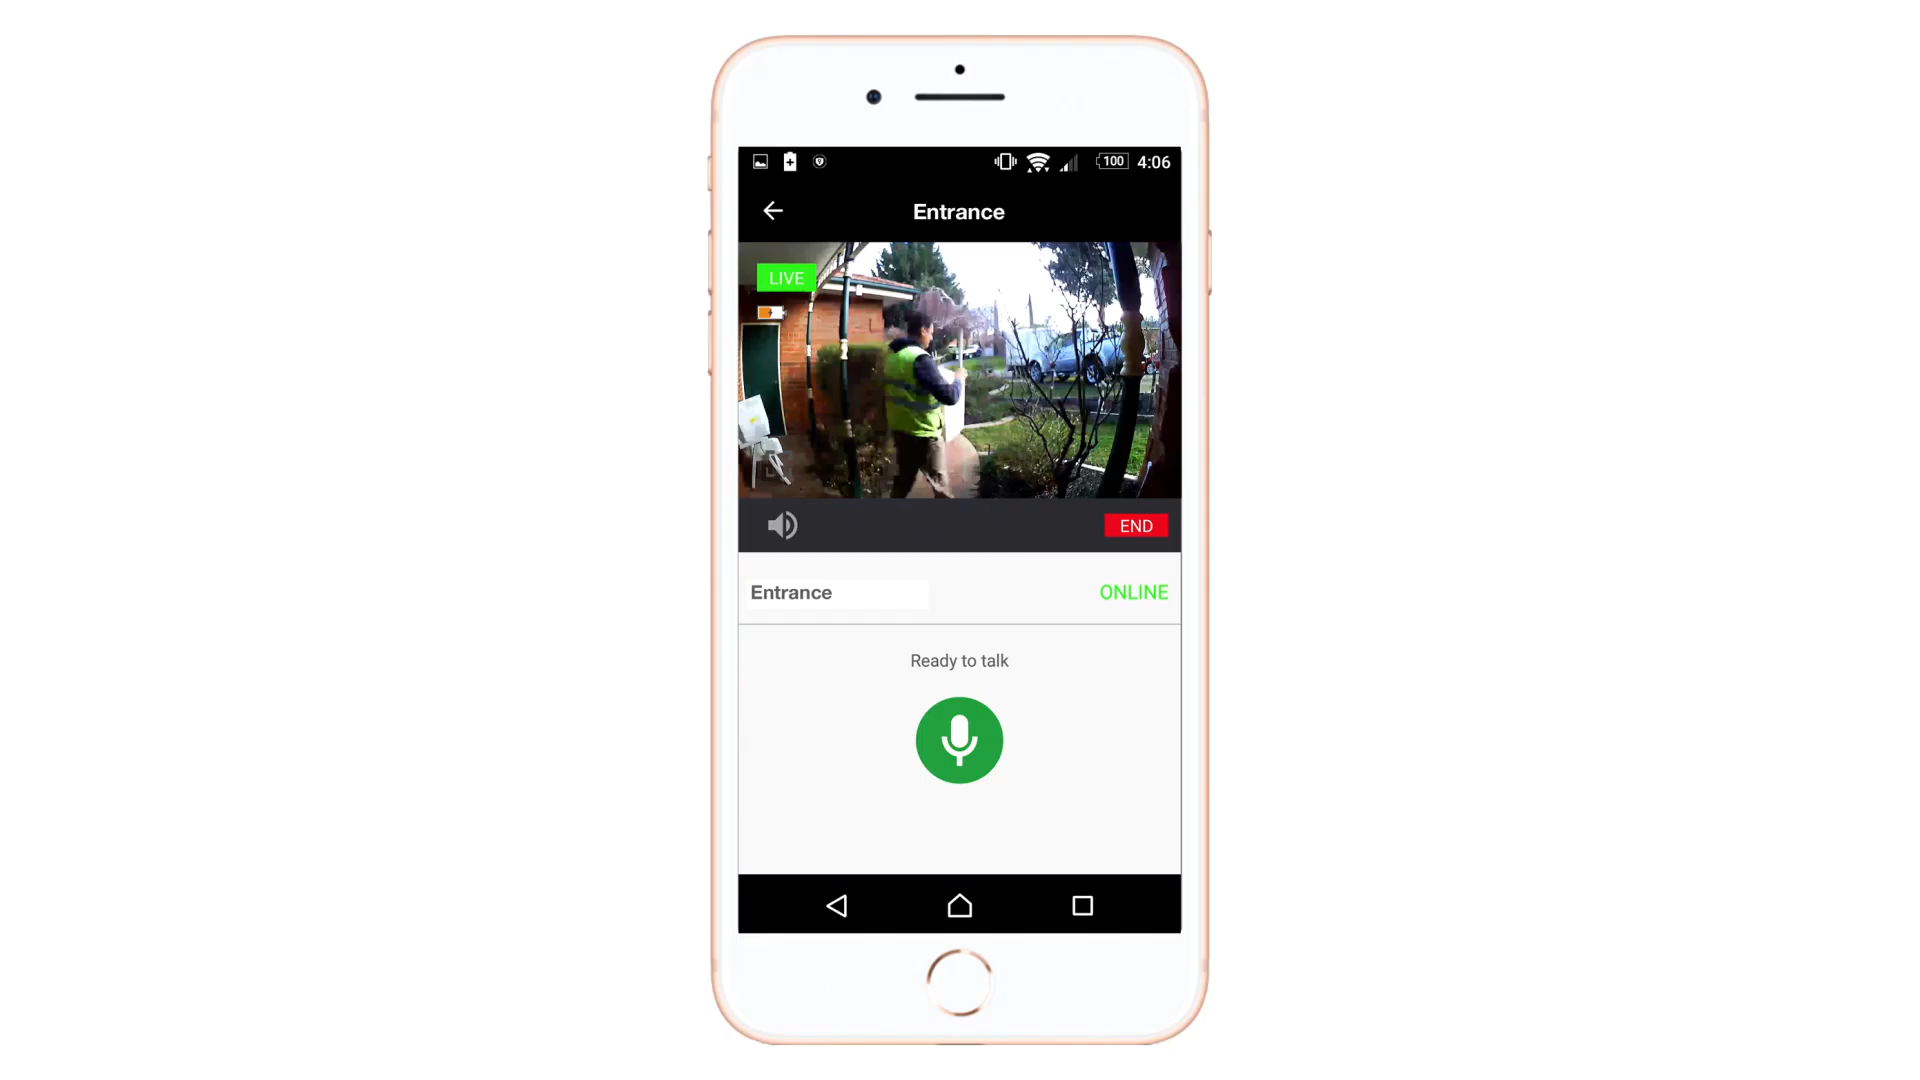 100 4:06
Entrance
LIVE
END
Entrance ONLINE
Ready to talk